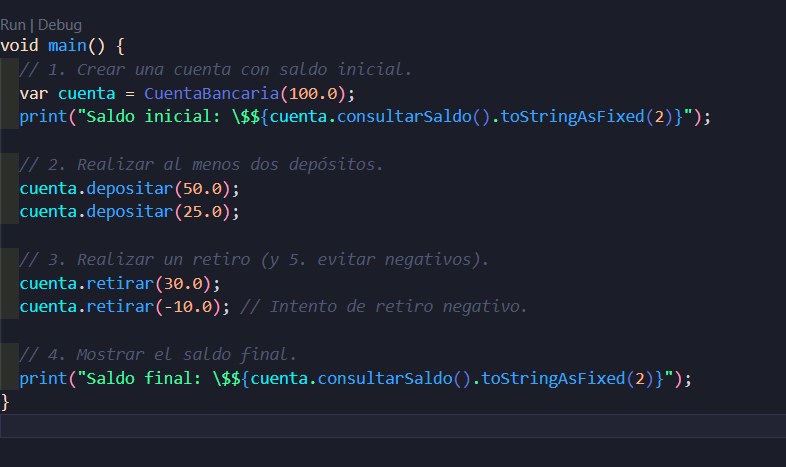 Run | Debug
void main() {
// 1. Crear una cuenta con saldo inicial.
var cuenta = CuentaBancaria(100.0);
print("Saldo inicial: \$${cuenta.consultarSaldo().toStringAsFixed(2)}");
// 2. Realizar al menos dos depósitos.
cuenta.depositar(50.0);
cuenta.depositar(25.0);
// 3. Realizar un retiro (y 5. evitar negativos).
cuenta.retirar(30.0);
cuenta.retirar(-10.0); // Intento de retiro negativo.
// 4. Mostrar el saldo final.
print("Saldo final: \$${cuenta.consultarSaldo().toStringAsFixed(2)}");
}